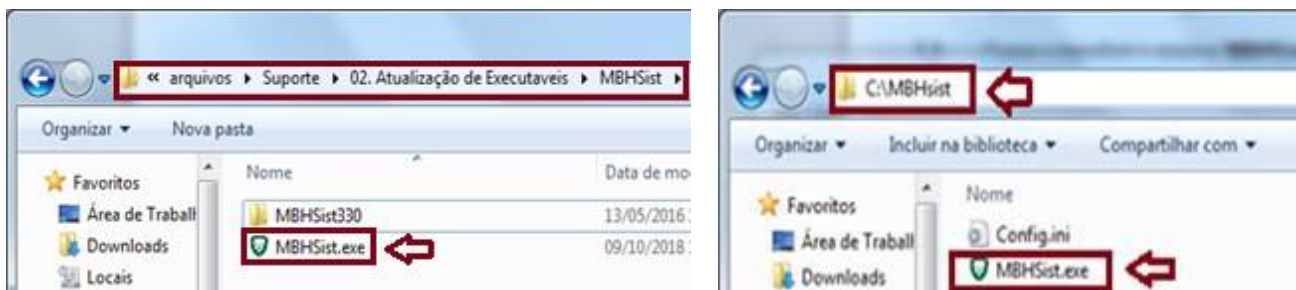 « arquivos ▸ Suporte ▸ 02. Atualização de Executaveis ▸ MBHSist ▸
Organizar ▾ Nova pasta
Favoritos
Área de Traball
Downloads
Locais
Nome Data de mo
MBHSist330 13/05/2016
MBHSist.exe 09/10/2018
C:\MBHsist
Organizar ▾ Incluir na biblioteca ▾ Compartilhar com ▾
Favoritos
Área de Traball
Downloads
Nome
Config.ini
MBHSist.exe